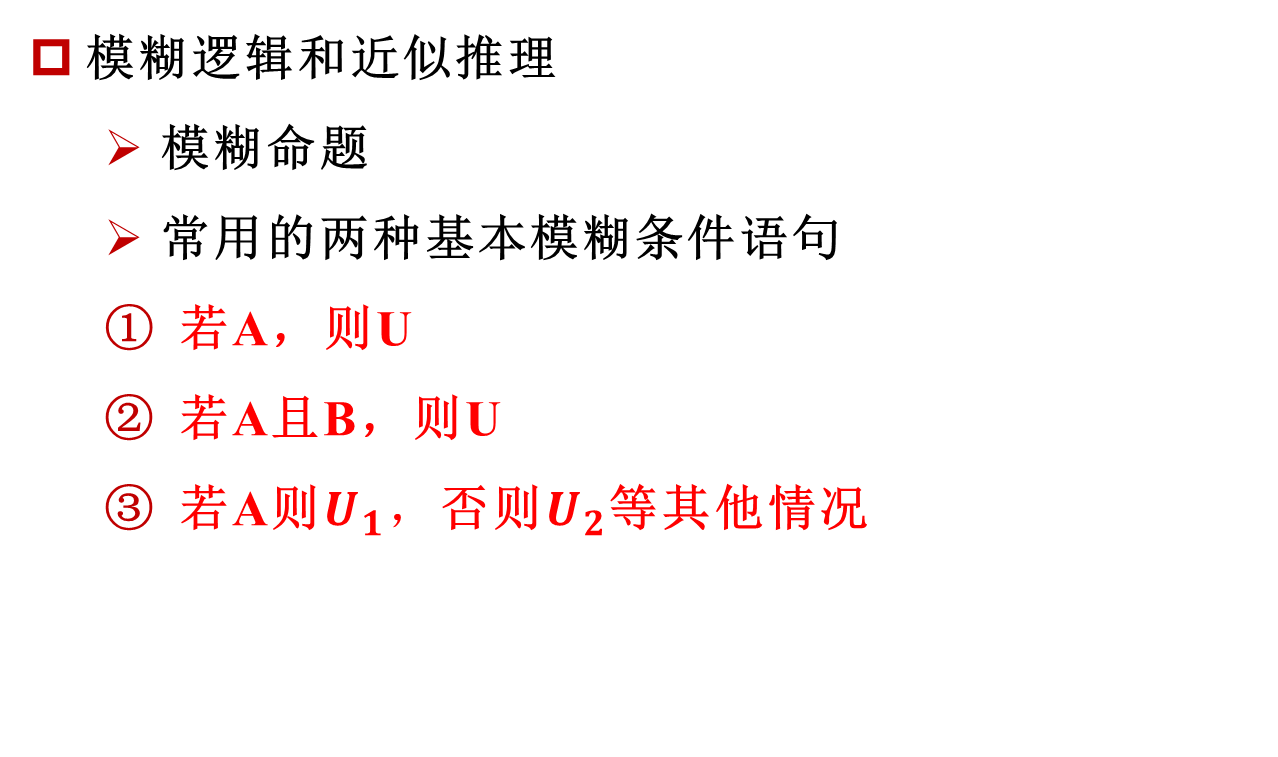 模糊逻辑和近似推理
模糊命题
常用的两种基本模糊条件语句
① 若A，则U
② 若A且B，则U
③ 若A则U₁，否则U₂等其他情况